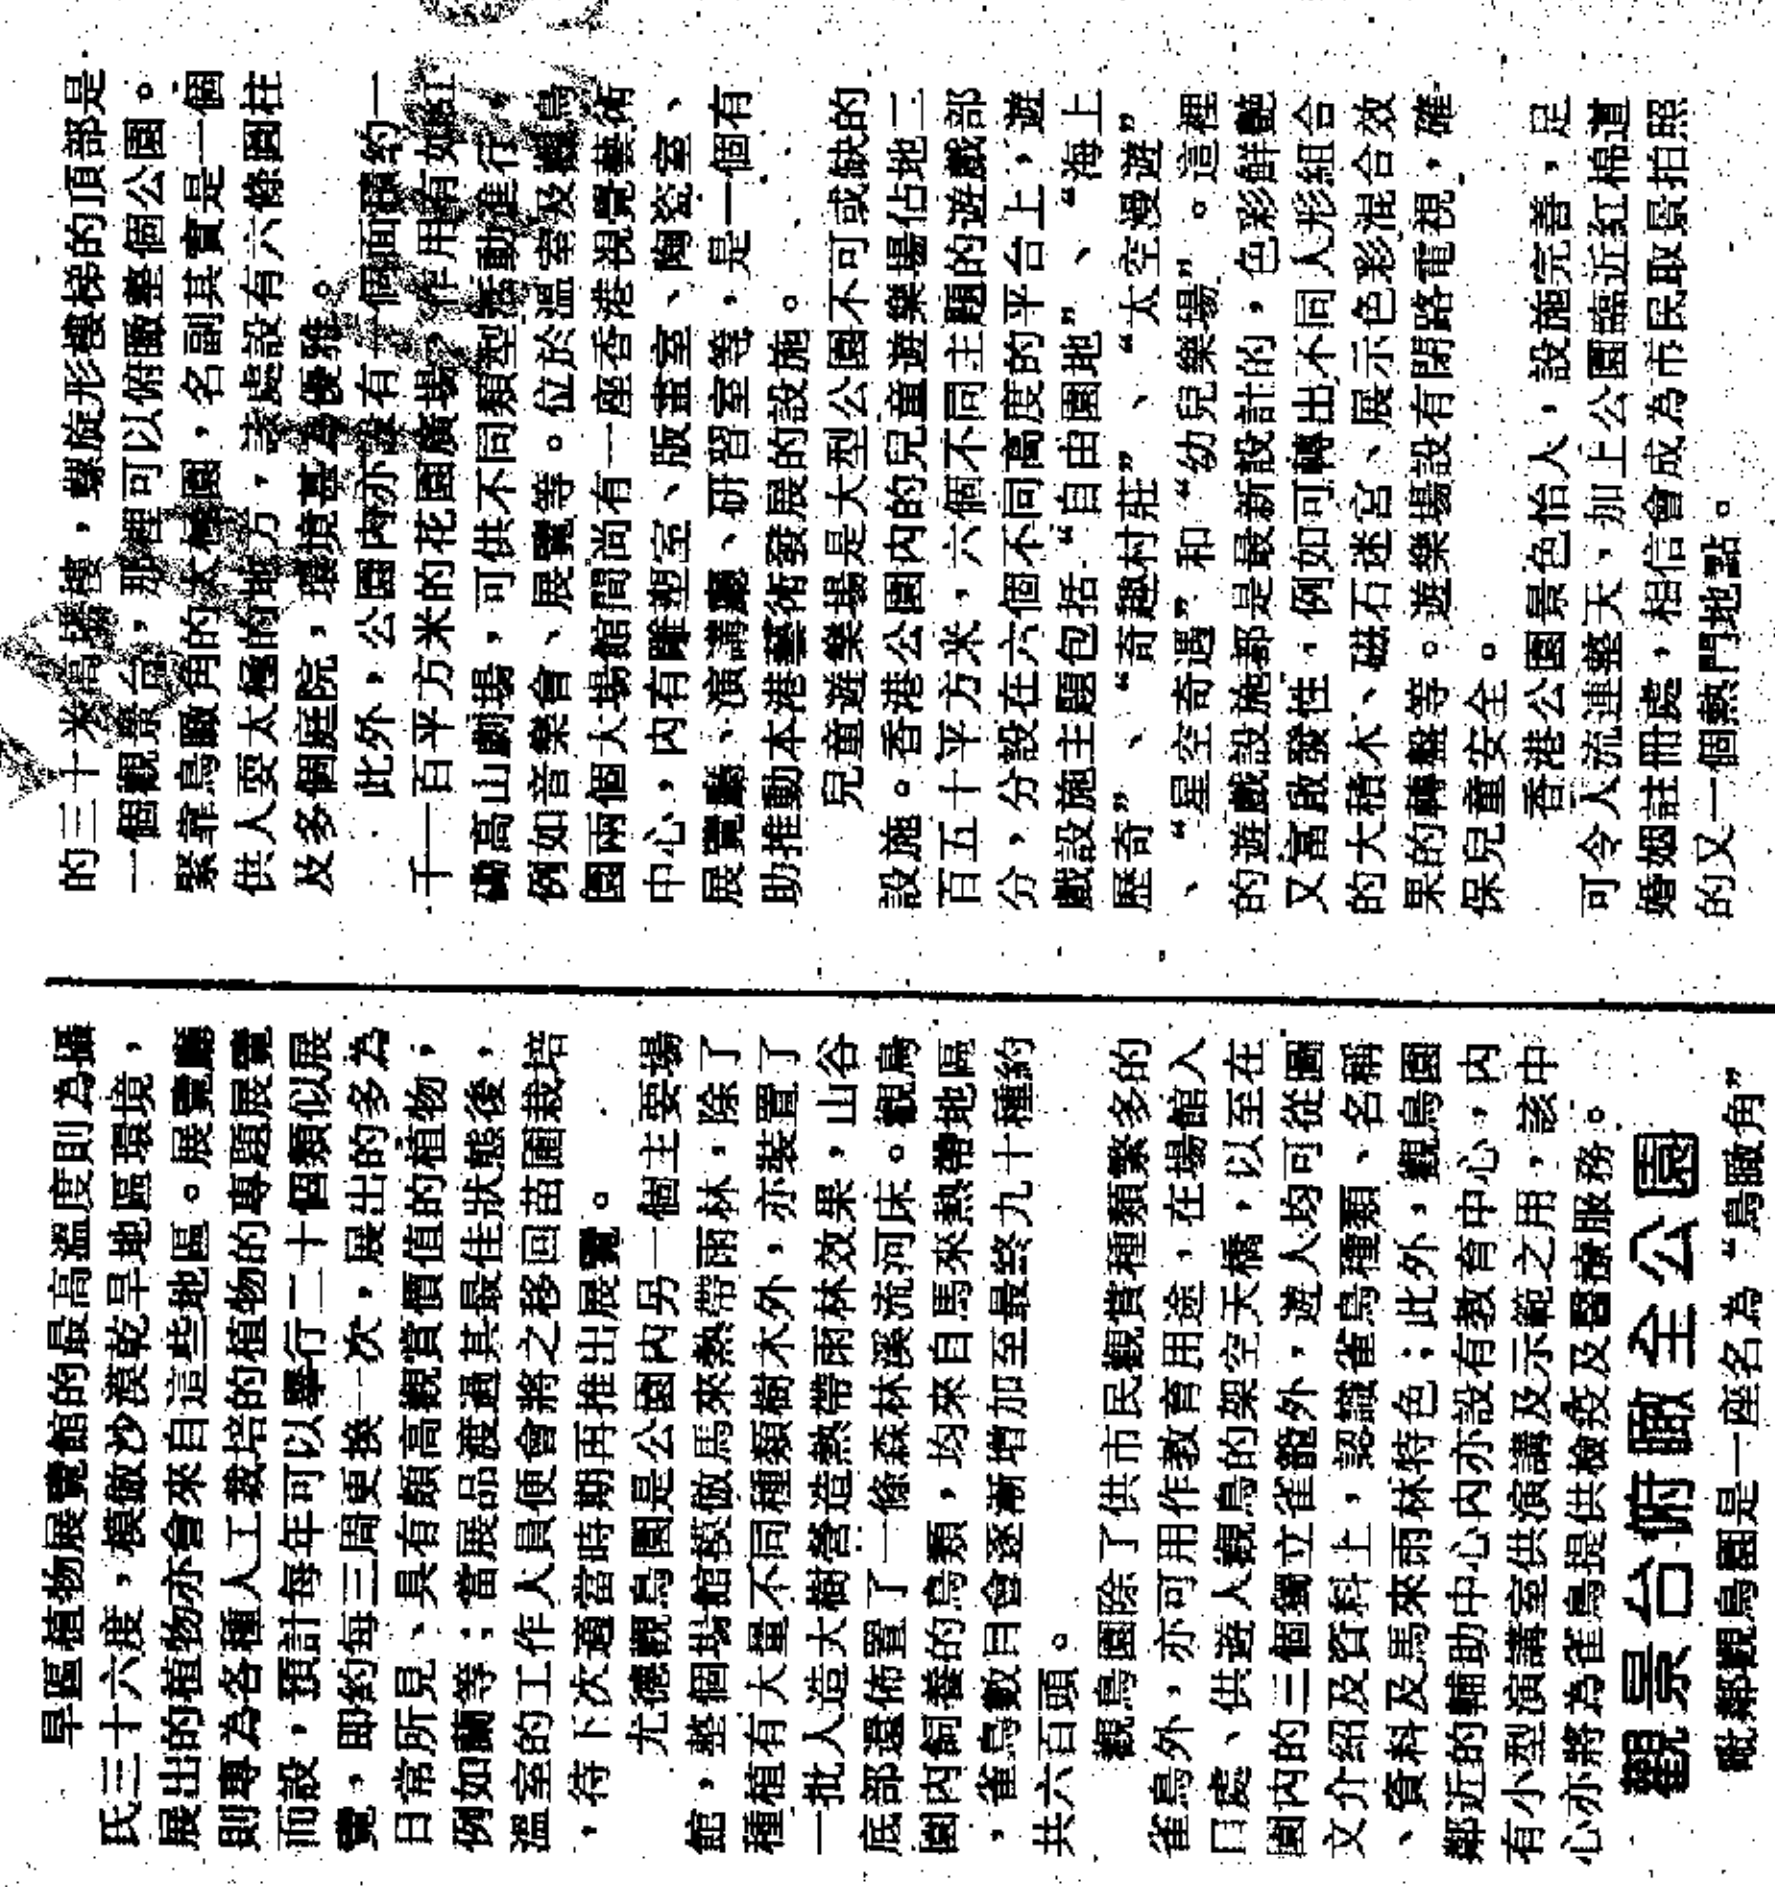 旱區植物展覽館的最高溫度則為攝
氏三十六度，模倣沙漠乾旱地區環境，
展出的植物亦會來自這些地區。展覽廳
則專為各種人工栽培的植物的專題展覽
而設，預計每年可以舉行二十個類似展
覽，即約每三周更換一次，展出的多為
日常所見、具有頗高觀賞價值的植物，
例如蘭等；當展品渡過其最佳狀態後，
溫室的工作人員便會將之移回苗圃栽培
，待下次適當時期再推出展覽。
尤德觀鳥園是公園內另一個主要場
館，整個場館模倣馬來熱帶雨林，除了
種植有大量不同種類樹木外，亦裝置了
一批人造大樹營造熱帶雨林效果，山谷
底部還佈置了一條森林溪流河床。觀鳥
園內飼養的鳥類，均來自馬來熱帶地區
，雀鳥數目會逐漸增加至最終九十種約
共六百頭。
觀鳥園除了供市民觀賞種類繁多的
雀鳥外，亦可用作教育用途，在場館入
口處、供遊人觀鳥的架空天橋，以至在
園內的三個獨立雀籠外，遊人均可從圖
文介紹及資料上，認識雀鳥種類、名稱
、資料及馬來雨林特色；此外，觀鳥園
鄰近的輔助中心內亦設有教育中心，內
有小型演講室供演講及示範之用，該中
心亦將為雀鳥提供檢疫及醫療服務。
觀景台俯瞰全公園
毗鄰觀鳥園是一座名為“鳥瞰角”
的三十米高塔樓，螺旋形樓梯的頂部是
一個觀景台，那裡可以俯瞰整個公園。
緊靠鳥瞰角的太極園，名副其實是一個
供人耍太極的地方，該處設有六條圓柱
及多個庭院，環境甚為優雅。
此外，公園內亦設有一個面積約一
千一百平方米的花園廣場，作用有如紅
磡高山劇場，可供不同類型活動進行，
例如音樂會、展覽等。位於溫室及觀鳥
園兩個大場館間尚有一座香港視覺藝術
中心，內有雕塑室、版畫室、陶瓷室、
展覽廳、演講廳、研習室等，是一個有
助推動本港藝術發展的設施。
兒童遊樂場是大型公園不可或缺的
設施。香港公園內的兒童遊樂場佔地二
百五十平方米，六個不同主題的遊戲部
分，分設在六個不同高度的平台上，遊
戲設施主題包括“自由園地”、“海上
歷奇”、“奇趣村莊”、“太空漫遊”
、“星空奇遇”和“幼兒樂場”。這裡
的遊戲設施都是最新設計的，色彩鮮艷
又富啟發性，例如可轉出不同人形組合
的大積木、磁石迷宮、展示色彩混合效
果的轉盤等。遊樂場設有閉路電視，確
保兒童安全。
香港公園景色怡人，設施完善，足
可令人流連整天，加上公園臨近紅棉道
婚姻註冊處，相信會成為市民取景拍照
的又一個熱門地點。